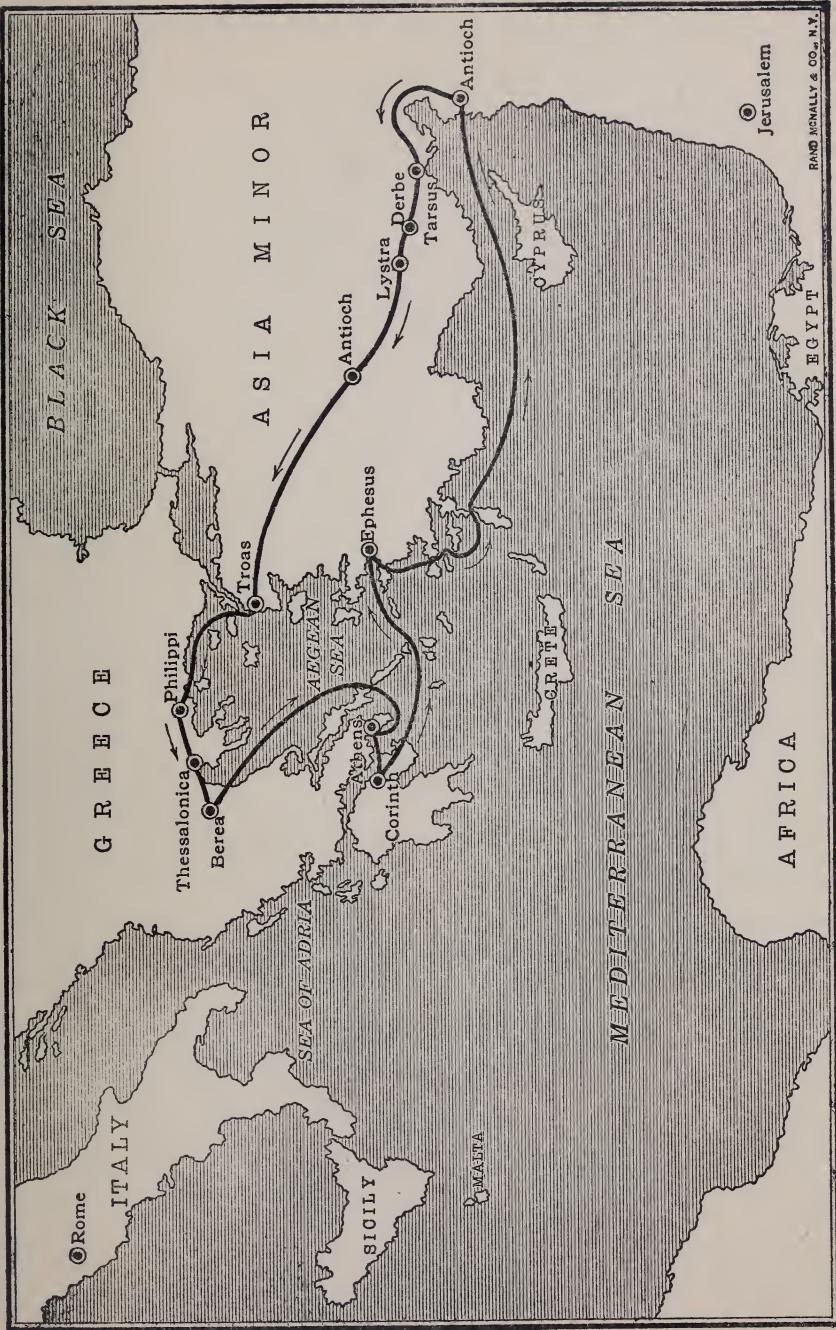 BLACK SEA
GREECE
ASIA MINOR
ITALY
Rome
Philippi
Thessalonica
Berea
Troas
AEGEAN
SEA
Antioch
Lystra
Derbe
Tarsus
Antioch
SEA OF ADRIA
Athens
Corinth
Ephesus
SICILY
MALTA
CRETE
CYPRUS
MEDITERRANEAN SEA
Jerusalem
AFRICA
EGYPT
RAND MCNALLY & CO., N.Y.